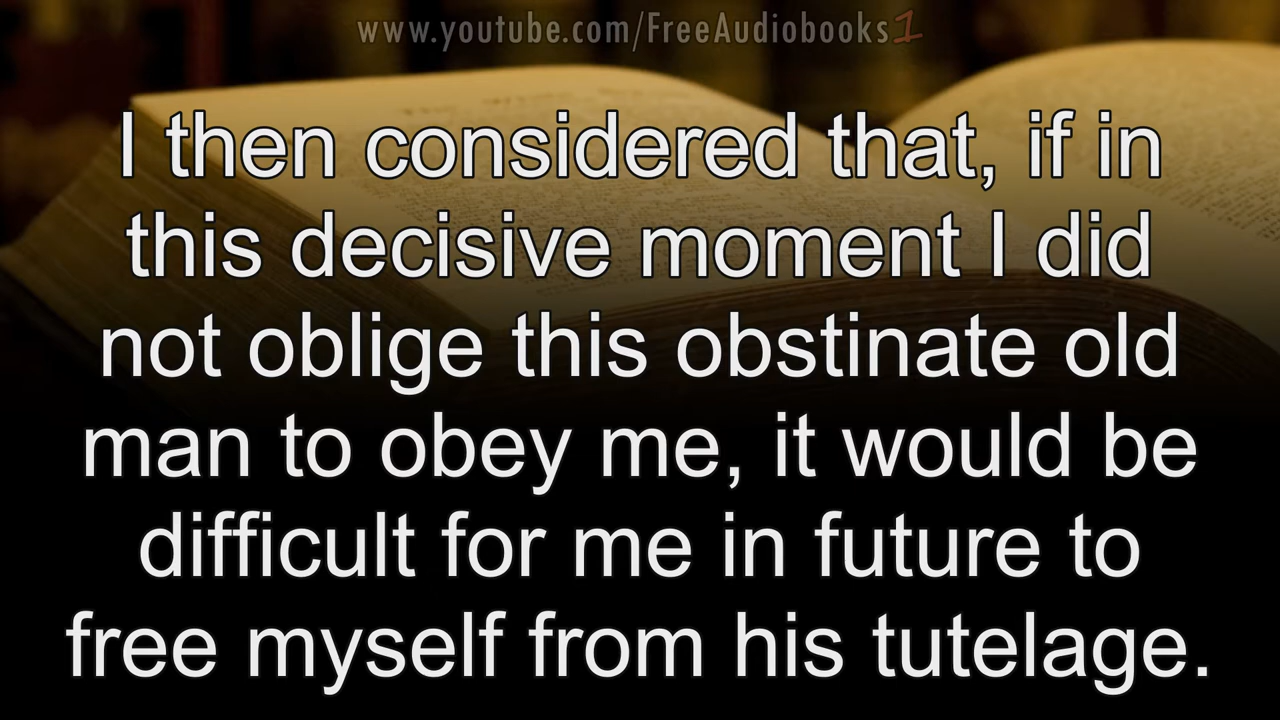 www.youtube.com/FreeAudiobooks1
I then considered that, if in
this decisive moment I did
not oblige this obstinate old
man to obey me, it would be
difficult for me in future to
free myself from his tutelage.